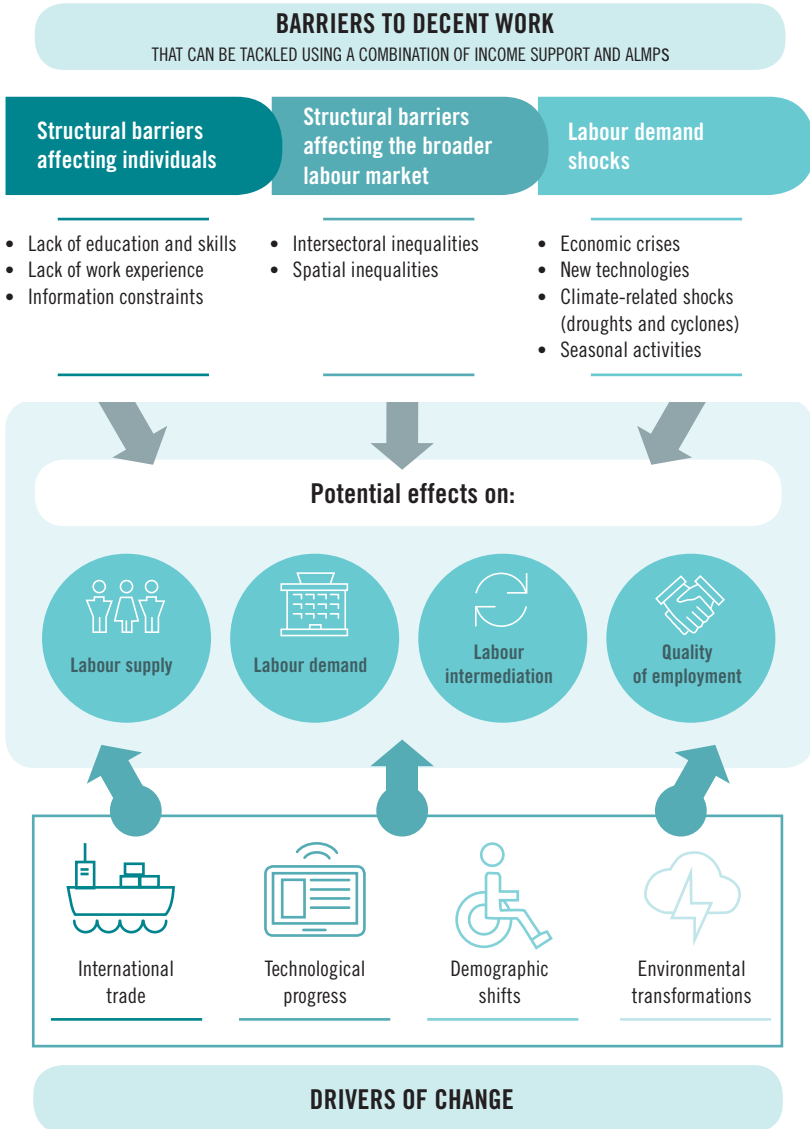 BARRIERS TO DECENT WORK
THAT CAN BE TACKLED USING A COMBINATION OF INCOME SUPPORT AND ALMPS
Structural barriers
affecting individuals
Structural barriers
affecting the broader
labour market
Labour demand
shocks
• Lack of education and skills
• Lack of work experience
• Information constraints
• Intersectoral inequalities
• Spatial inequalities
• Economic crises
• New technologies
• Climate-related shocks
(droughts and cyclones)
• Seasonal activities
Potential effects on:
Labour supply
Labour demand
Labour
intermediation
Quality
of employment
International
trade
Technological
progress
Demographic
shifts
Environmental
transformations
DRIVERS OF CHANGE